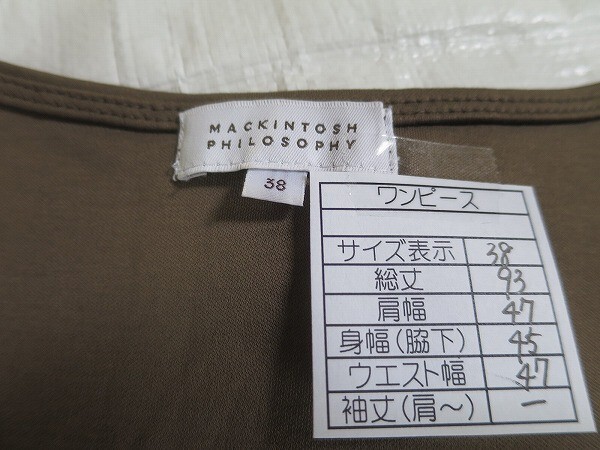 MACKINTOSH
PHILOSOPHY
38
ワンピース
サイズ表示 38
総丈 93
肩幅 47
身幅(脇下) 45
ウエスト幅 47
袖丈(肩〜) ー